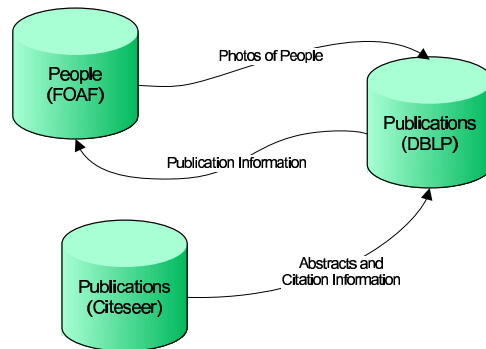 Photos of People
People
(FOAF)
Publications
(DBLP)
Publication Information
Abstracts and
Citation Information
Publications
(Citeseer)